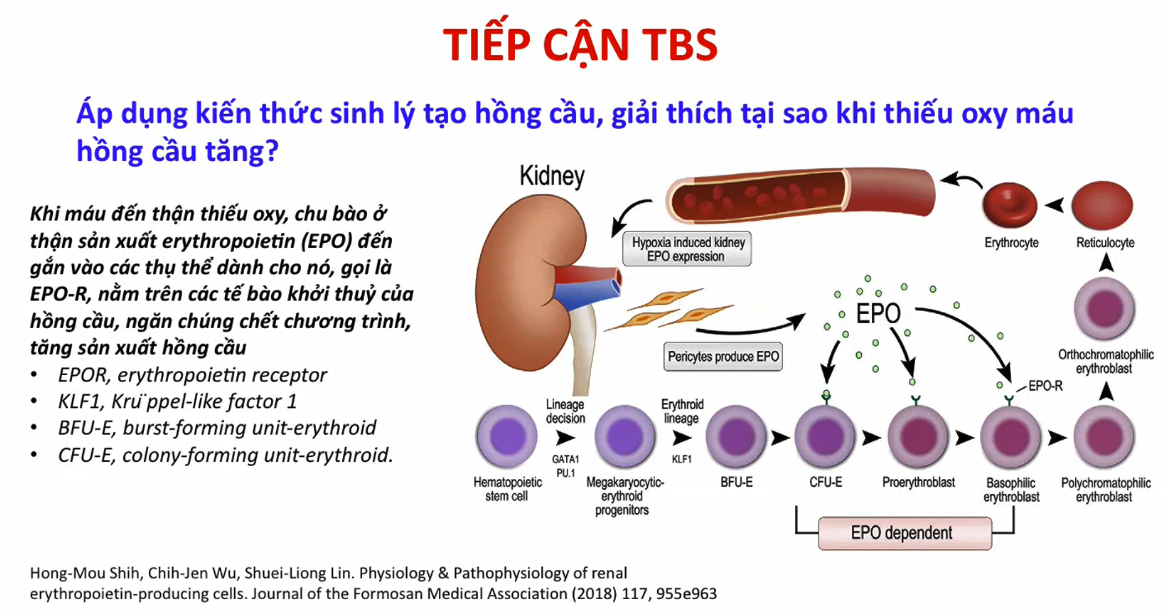 TIẾP CẬN TBS
Áp dụng kiến thức sinh lý tạo hồng cầu, giải thích tại sao khi thiếu oxy máu
hồng cầu tăng?
Khi máu đến thận thiếu oxy, chu bào ở
thận sản xuất erythropoietin (EPO) đến
gắn vào các thụ thể dành cho nó, gọi là
EPO-R, nằm trên các tế bào khởi thuỷ của
hồng cầu, ngăn chúng chết chương trình,
tăng sản xuất hồng cầu
• EPOR, erythropoietin receptor
• KLF1, Kru¨ppel-like factor 1
• BFU-E, burst-forming unit-erythroid
• CFU-E, colony-forming unit-erythroid.
Kidney
Hypoxia induced kidney
EPO expression
Erythrocyte
Reticulocyte
Pericytes produce EPO
EPO
Orthochromatophilic
erythroblast
EPO-R
Lineage
decision
GATA1
PU.1
Erythroid
lineage
KLF1
Hematopoietic
stem cell
Megakaryocytic-
erythroid
progenitors
BFU-E
CFU-E
Proerythroblast
Basophilic
erythroblast
Polychromatophilic
erythroblast
EPO dependent
Hong-Mou Shih, Chih-Jen Wu, Shuei-Liong Lin. Physiology & Pathophysiology of renal
erythropoietin-producing cells. Journal of the Formosan Medical Association (2018) 117, 955e963